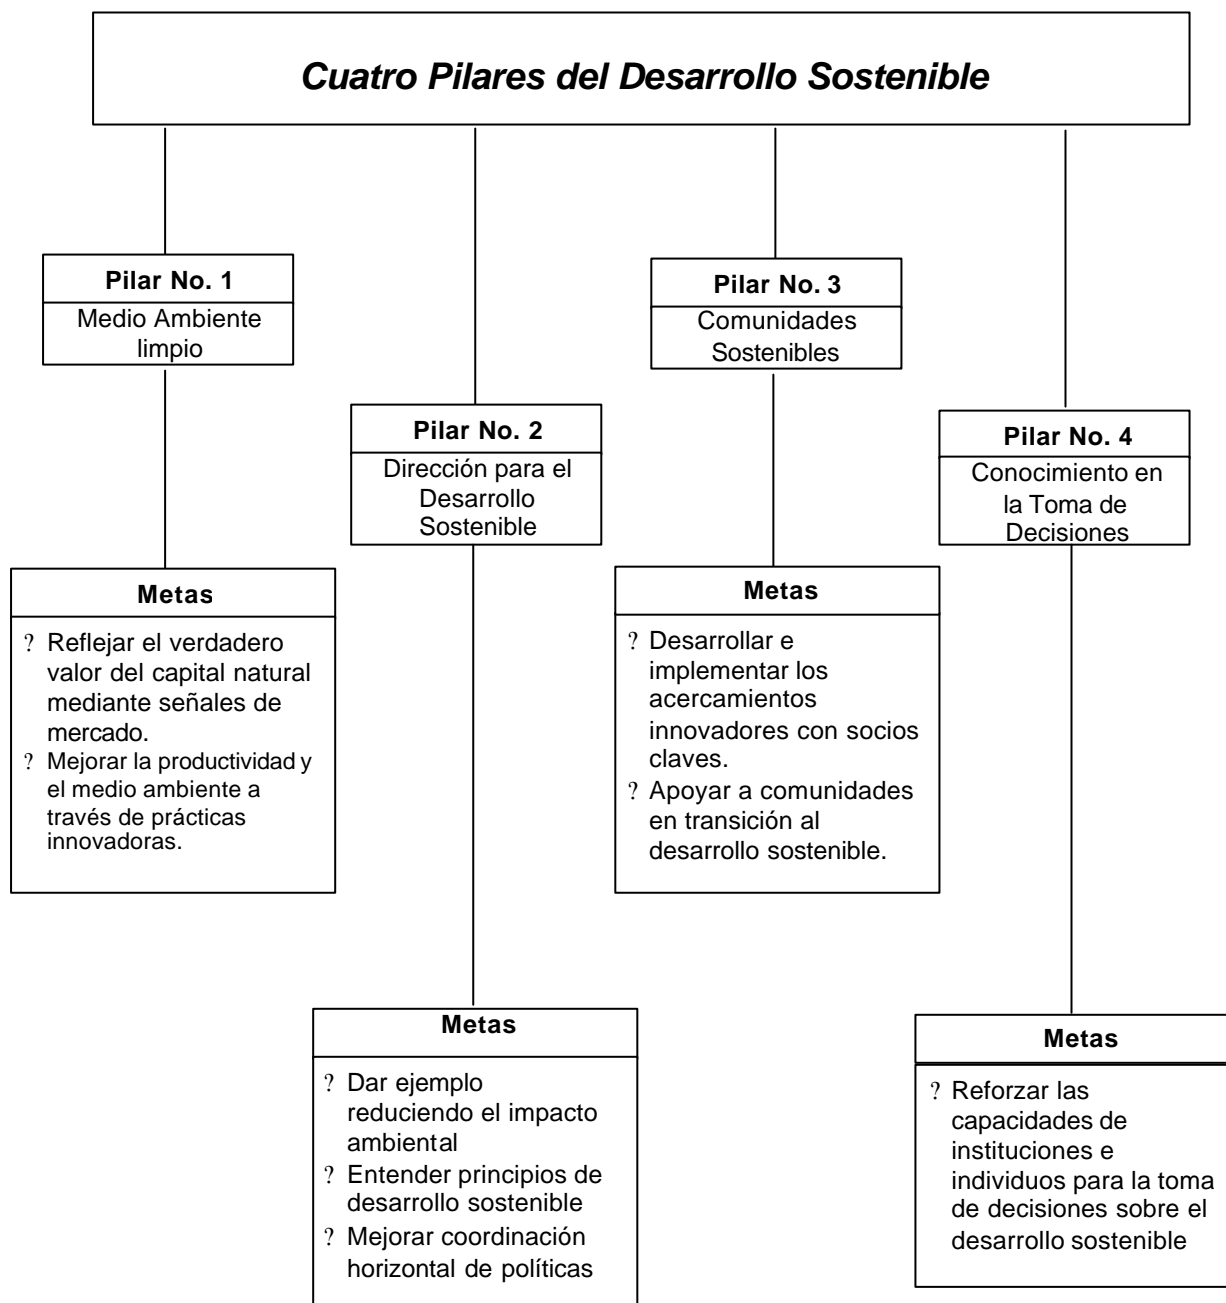 Cuatro Pilares del Desarrollo Sostenible
Pilar No. 1
Medio Ambiente
limpio
Metas
? Reflejar el verdadero
valor del capital natural
mediante señales de
mercado.
? Mejorar la productividad y
el medio ambiente a
través de prácticas
innovadoras.
Pilar No. 2
Dirección para el
Desarrollo
Sostenible
Metas
? Dar ejemplo
reduciendo el impacto
ambiental
? Entender principios de
desarrollo sostenible
? Mejorar coordinación
horizontal de políticas
Pilar No. 3
Comunidades
Sostenibles
Metas
? Desarrollar e
implementar los
acercamientos
innovadores con socios
claves.
? Apoyar a comunidades
en transición al
desarrollo sostenible.
Pilar No. 4
Conocimiento en
la Toma de
Decisiones
Metas
? Reforzar las
capacidades de
instituciones e
individuos para la toma
de decisiones sobre el
desarrollo sostenible